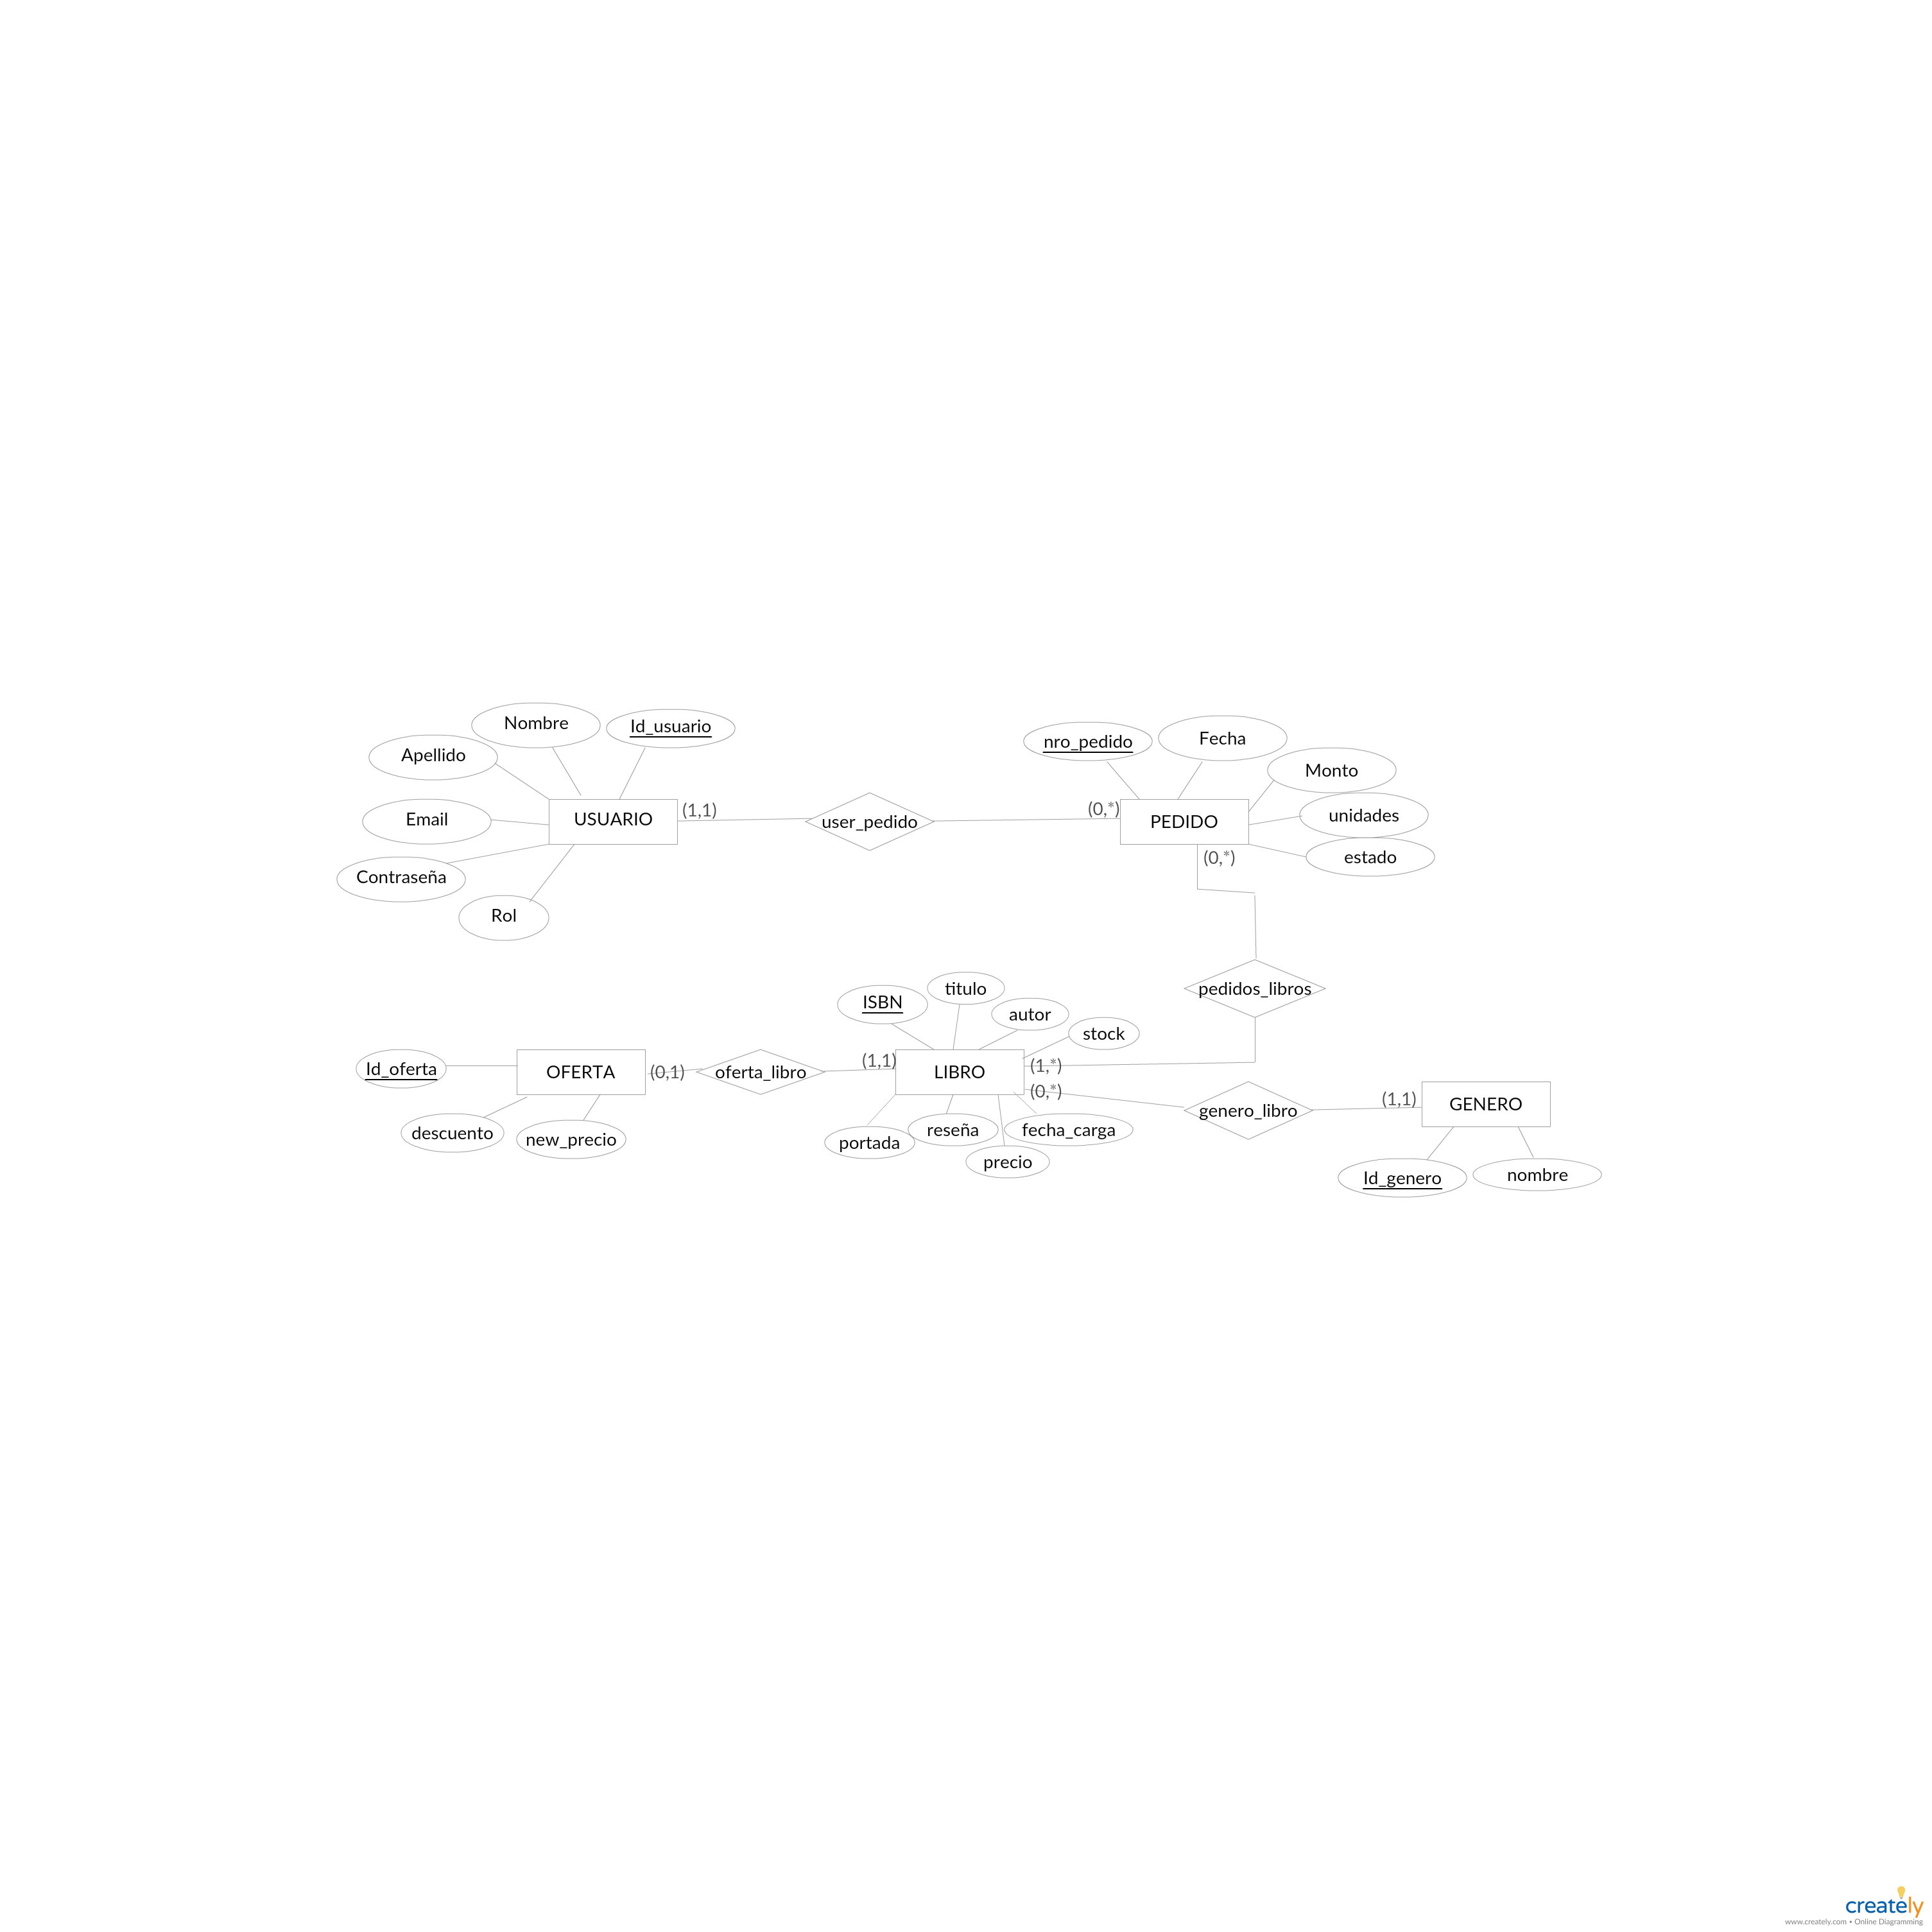 Nombre
Id_usuario
Apellido
Email
USUARIO
Contraseña
Rol
(1,1)
user_pedido
(0,*)
nro_pedido
Fecha
Monto
PEDIDO
unidades
estado
(0,*)
pedidos_libros
ISBN
titulo
autor
stock
Id_oferta
OFERTA
(0,1)
oferta_libro
(1,1)
LIBRO
(1,*)
(0,*)
descuento
new_precio
portada
reseña
fecha_carga
precio
genero_libro
(1,1)
GENERO
Id_genero
nombre
creately
www.creately.com • Online Diagramming